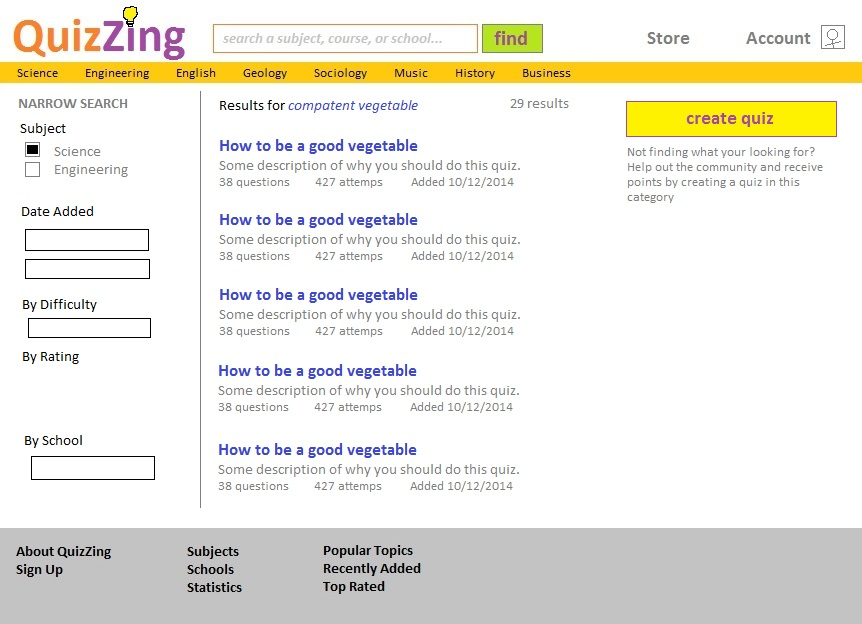 QuizZing
search a subject, course, or school...
find
Store
Account
Science Engineering English Geology Sociology Music History Business
NARROW SEARCH
Subject
Science
Engineering
Date Added
By Difficulty
By Rating
By School
Results for compatent vegetable
29 results
How to be a good vegetable
Some description of why you should do this quiz.
38 questions 427 attemps Added 10/12/2014
How to be a good vegetable
Some description of why you should do this quiz.
38 questions 427 attemps Added 10/12/2014
How to be a good vegetable
Some description of why you should do this quiz.
38 questions 427 attemps Added 10/12/2014
How to be a good vegetable
Some description of why you should do this quiz.
38 questions 427 attemps Added 10/12/2014
How to be a good vegetable
Some description of why you should do this quiz.
38 questions 427 attemps Added 10/12/2014
create quiz
Not finding what your looking for?
Help out the community and receive
points by creating a quiz in this
category
About QuizZing
Sign Up
Subjects
Schools
Statistics
Popular Topics
Recently Added
Top Rated